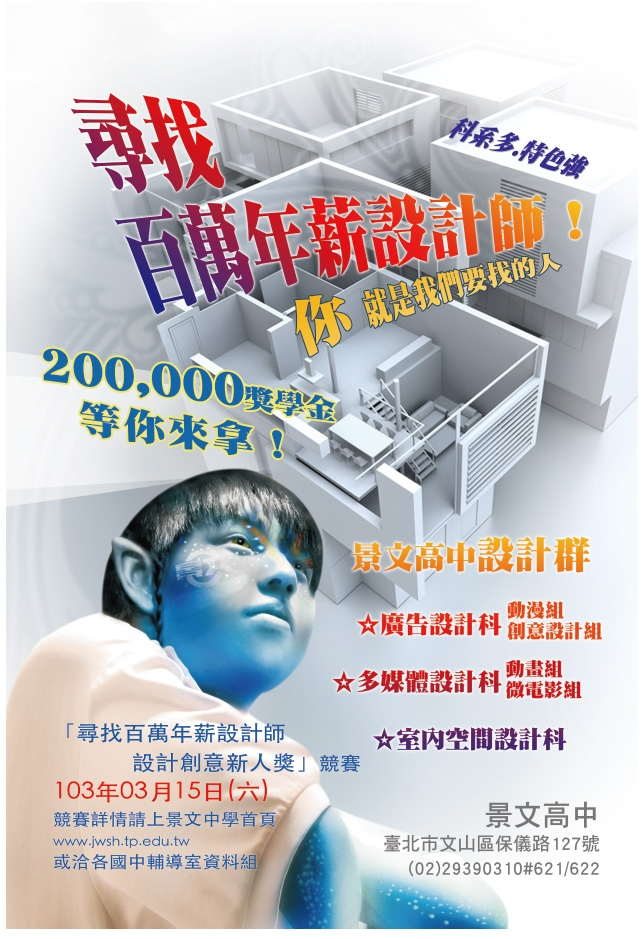 尋找
科系多.特色強
百萬年薪設計師！
你 就是我們要找的人
200,000獎學金
等你來拿！
景文高中設計群
☆廣告設計科 動漫組
創意設計組
☆多媒體設計科 動畫組
微電影組
☆室內空間設計科
「尋找百萬年薪設計師
設計創意新人獎」競賽
103年03月15日(六)
競賽詳情請上景文中學首頁
www.jwsh.tp.edu.tw
或洽各國中輔導室資料組
景文高中
臺北市文山區保儀路127號
(02)29390310#621/622